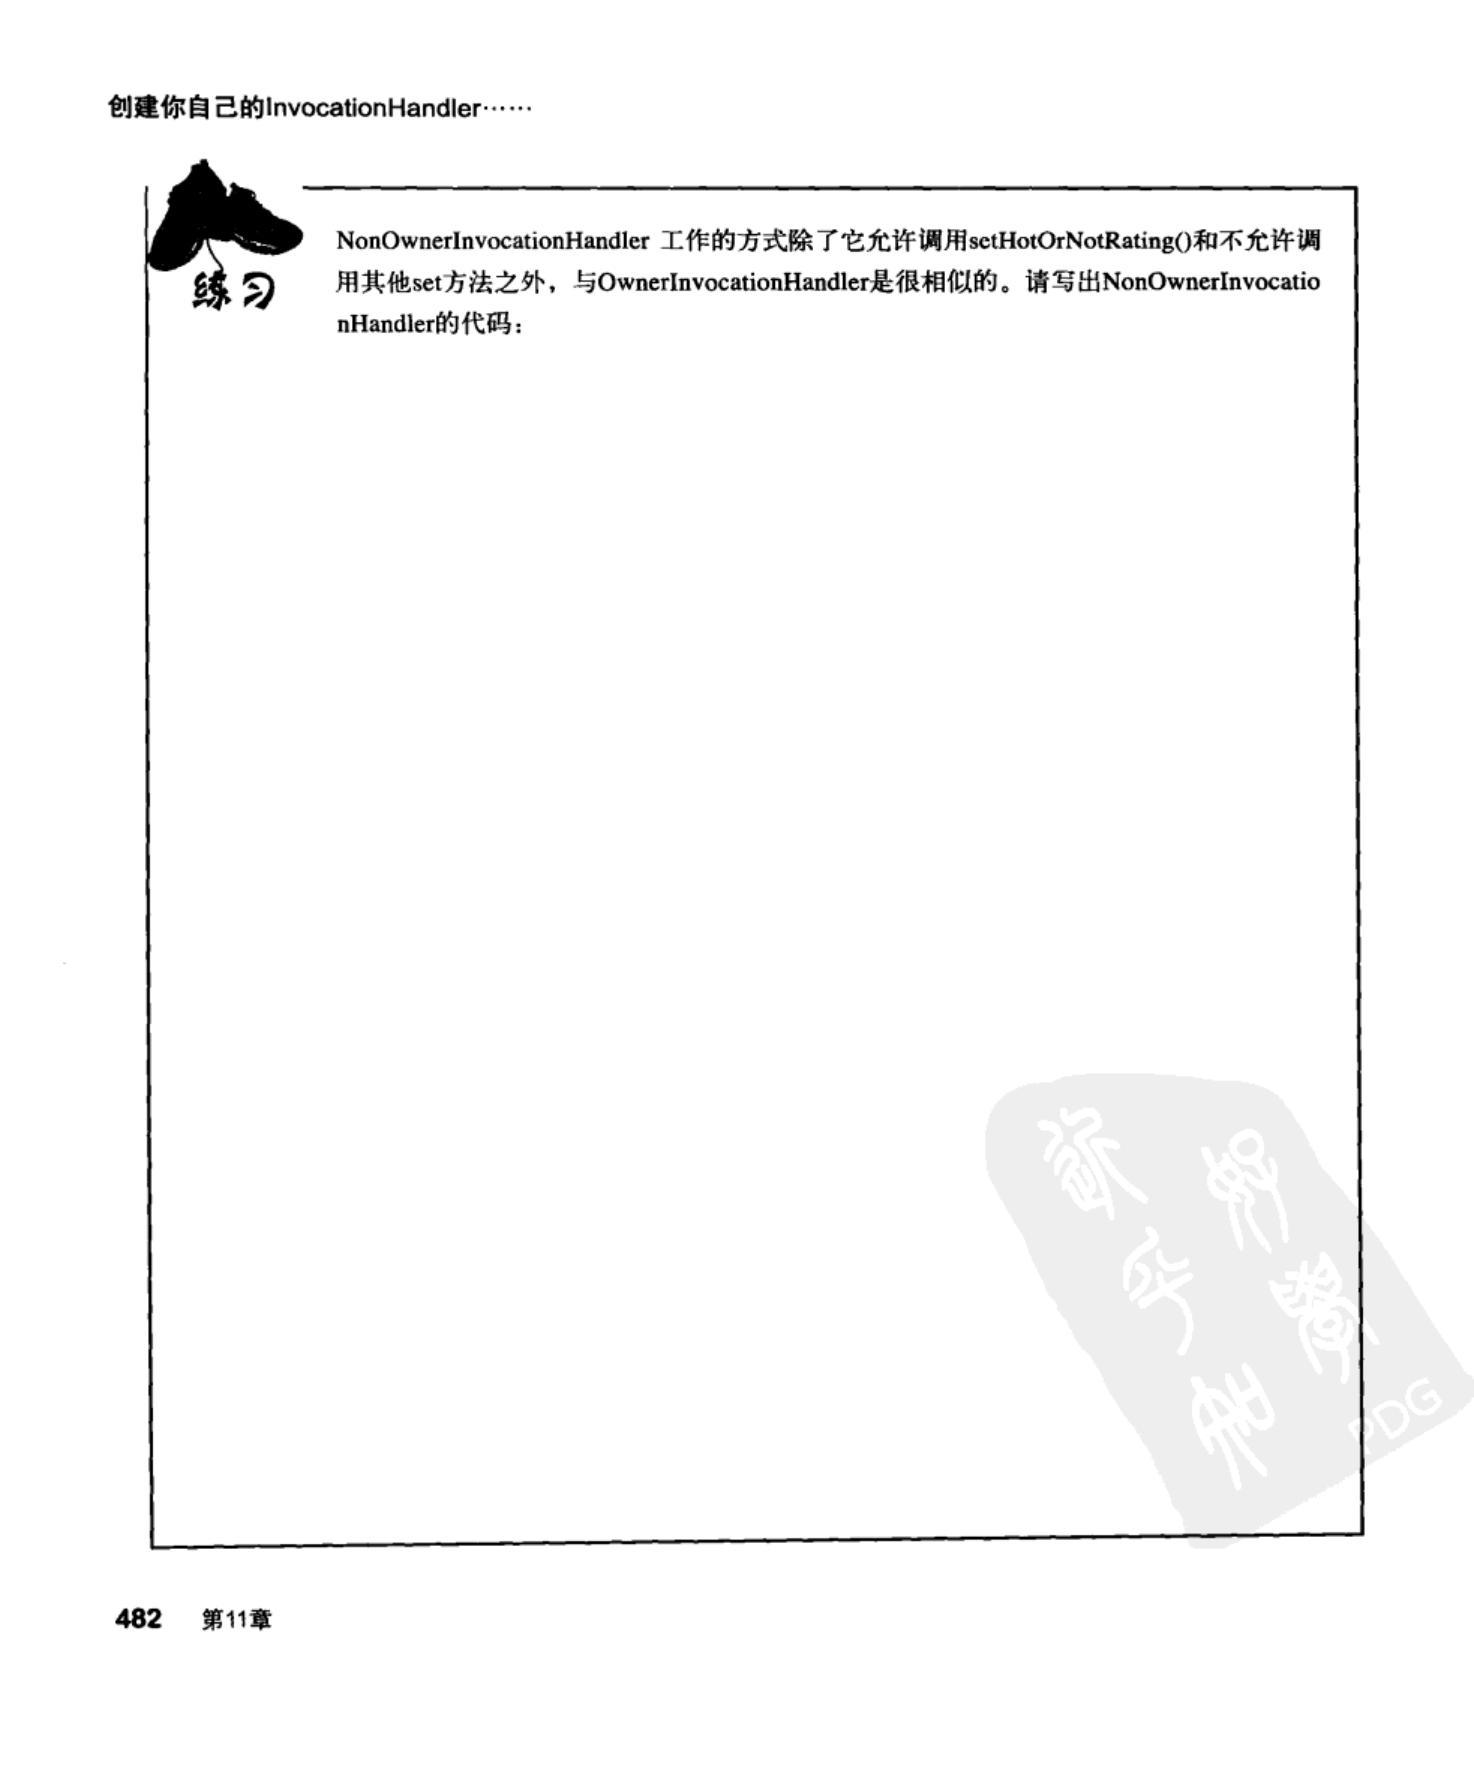 创建你自己的InvocationHandler……
练习
NonOwnerInvocationHandler 工作的方式除了它允许调用setHotOrNotRating()和不允许调
用其他set方法之外，与OwnerInvocationHandler是很相似的。请写出NonOwnerInvocatio
nHandler的代码：
PDG
482 第11章